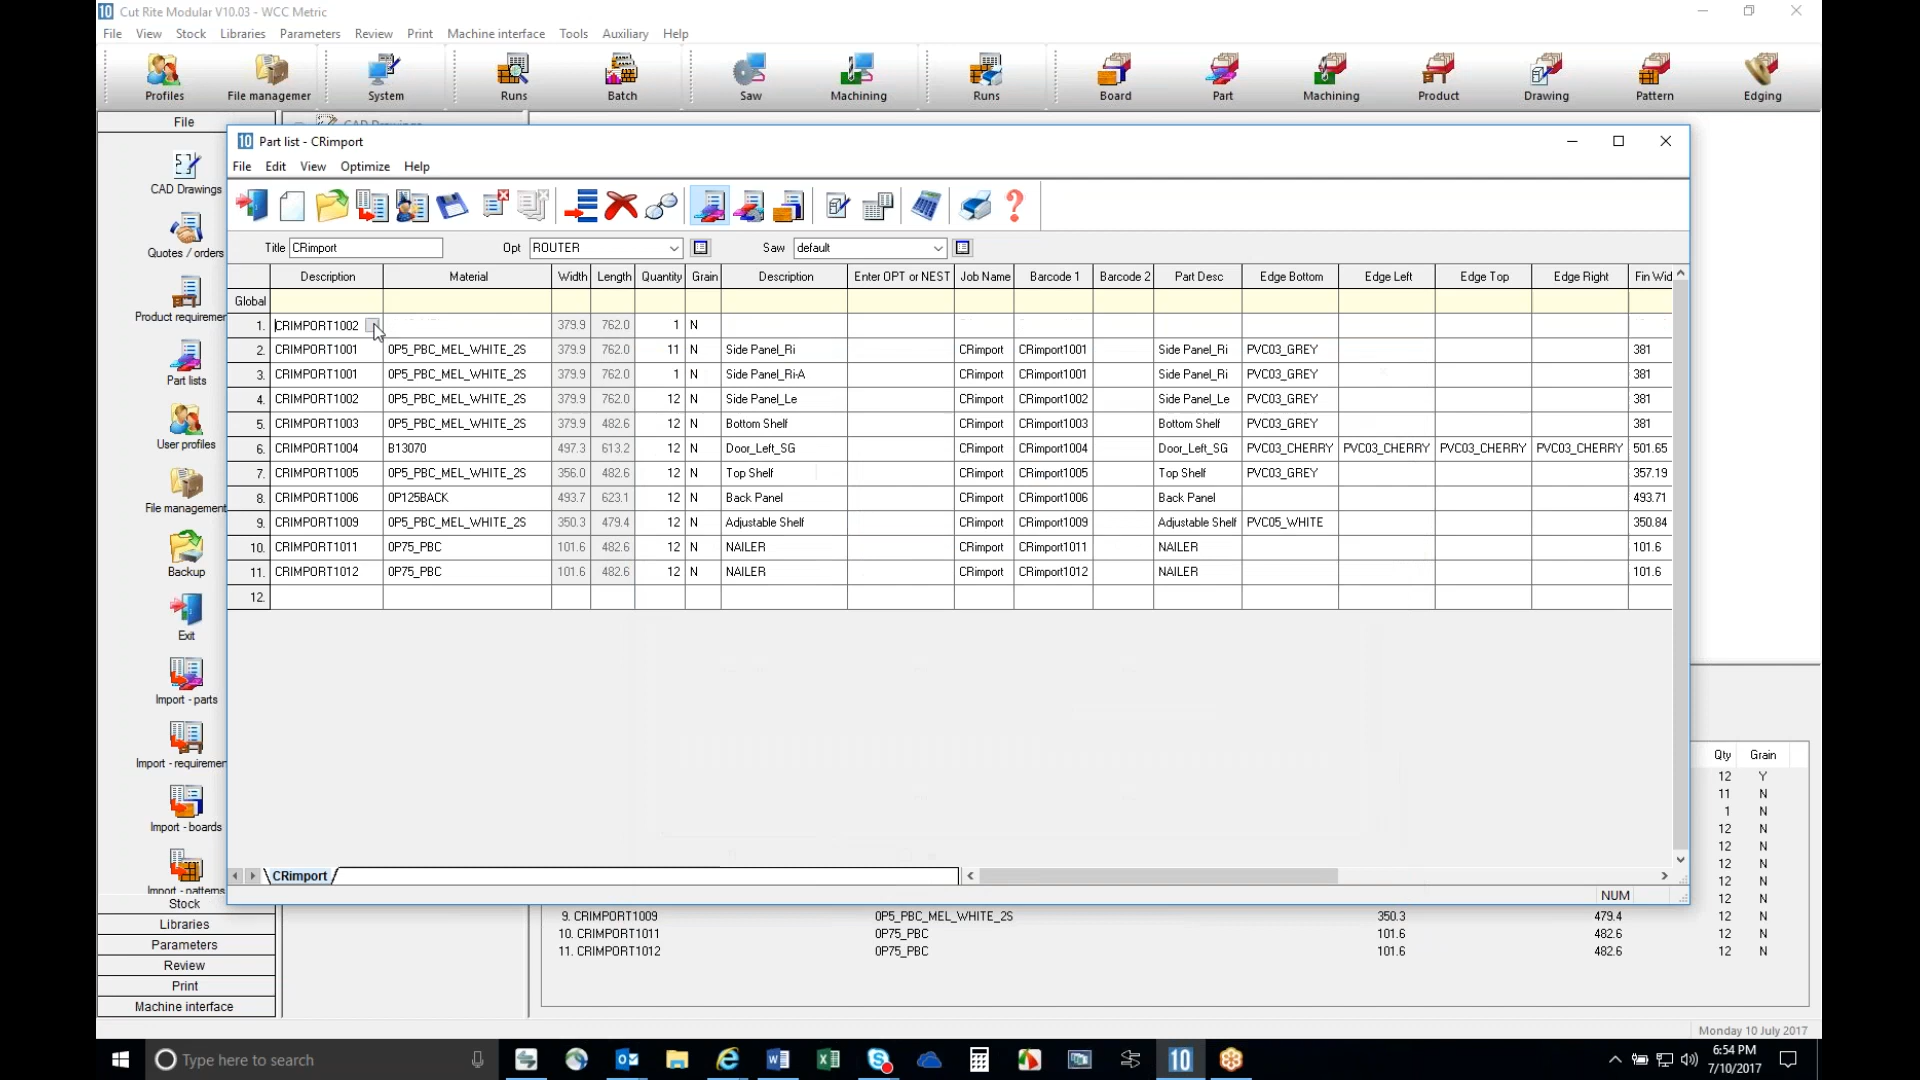 Cut Rite Modular V10.03 - WCC Metric
File View Stock Libraries Parameters Review Print Machine interface Tools Auxiliary Help
Profiles File managemer System Runs Batch Saw Machining Runs Board Part Machining Product Drawing Pattern Edging
File
CAD Drawings
Quotes / orders
Product requiremer
Part lists
User profiles
File management
Backup
Exit
Import - parts
Import - requiremer
Import - boards
Import - patterns
Stock
Libraries
Parameters
Review
Print
Machine interface
10 Part list - CRimport
File Edit View Optimize Help
Title CRimport Opt ROUTER Saw default
Description Material Width Length Quantity Grain Description Enter OPT or NEST Job Name Barcode 1 Barcode 2 Part Desc Edge Bottom Edge Left Edge Top Edge Right Fin Wid
Global
1. CRIMPORT1002 379.9 762.0 1 N
2. CRIMPORT1001 0P5_PBC_MEL_WHITE_2S 379.9 762.0 11 N Side Panel_Ri CRimport CRimport1001 Side Panel_Ri PVC03_GREY 381
3. CRIMPORT1001 0P5_PBC_MEL_WHITE_2S 379.9 762.0 1 N Side Panel_Ri-A CRimport CRimport1001 Side Panel_Ri PVC03_GREY 381
4. CRIMPORT1002 0P5_PBC_MEL_WHITE_2S 379.9 762.0 12 N Side Panel_Le CRimport CRimport1002 Side Panel_Le PVC03_GREY 381
5. CRIMPORT1003 0P5_PBC_MEL_WHITE_2S 379.9 482.6 12 N Bottom Shelf CRimport CRimport1003 Bottom Shelf PVC03_GREY 381
6. CRIMPORT1004 B13070 497.3 613.2 12 N Door_Left_SG CRimport CRimport1004 Door_Left_SG PVC03_CHERRY PVC03_CHERRY PVC03_CHERRY PVC03_CHERRY 501.65
7. CRIMPORT1005 0P5_PBC_MEL_WHITE_2S 356.0 482.6 12 N Top Shelf CRimport CRimport1005 Top Shelf PVC03_GREY 357.19
8. CRIMPORT1006 0P125BACK 493.7 623.1 12 N Back Panel CRimport CRimport1006 Back Panel 493.71
9. CRIMPORT1009 0P5_PBC_MEL_WHITE_2S 350.3 479.4 12 N Adjustable Shelf CRimport CRimport1009 Adjustable Shelf PVC05_WHITE 350.84
10. CRIMPORT1011 0P75_PBC 101.6 482.6 12 N NAILER CRimport CRimport1011 NAILER 101.6
11. CRIMPORT1012 0P75_PBC 101.6 482.6 12 N NAILER CRimport CRimport1012 NAILER 101.6
12.
CRimport
NUM
Qty Grain
12 Y
11 N
1 N
12 N
12 N
12 N
12 N
12 N
9. CRIMPORT1009 0P5_PBC_MEL_WHITE_2S 350.3 479.4 12 N
10. CRIMPORT1011 0P75_PBC 101.6 482.6 12 N
11. CRIMPORT1012 0P75_PBC 101.6 482.6 12 N
Monday 10 July 2017
Type here to search
10
6:54 PM
7/10/2017